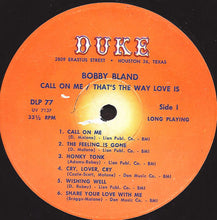 DUKE
2809 ERASTUS STREET • HOUSTON 26, TEXAS
BOBBY BLAND
CALL ON ME / THAT'S THE WAY LOVE IS
DLP 77
UV 7137
33⅓ RPM
Side I
LONG PLAYING
1. CALL ON ME
(D. Malone) - Lion Publ. Co. - BMI
2. THE FEELING IS GONE
(D. Malone) - Lion Publ. Co. - BMI
3. HONKY TONK
(Adams-Robey) - Lion Publ. Co. - BMI
4. CRY, LOVER, CRY
(Caple-Scott, Malone) - Don Music Co. - BMI
5. WISHING WELL
(D. Malone) - Lion Publ. Co. - BMI
6. SHARE YOUR LOVE WITH ME
(Braggs-Malone) - Don Music Co. - BMI